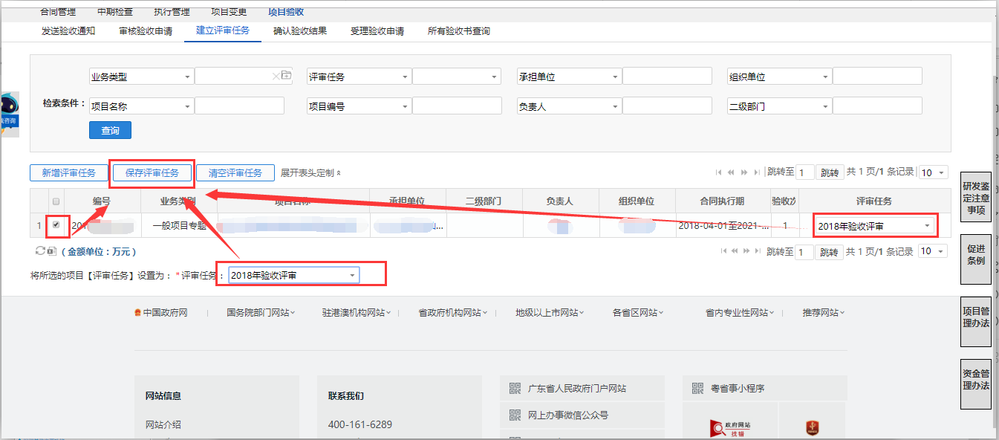 合同管理 中期检查 执行管理 项目变更 项目验收
发送验收通知 审核验收申请 建立评审任务 确认验收结果 受理验收申请 所有验收书查询
业务类型 评审任务 承担单位 组织单位
检索条件：
项目名称 项目编号 负责人 二级部门
查询
咨询
新增评审任务 保存评审任务 清空评审任务 展开表头定制 跳转至 1 跳转 共 1 页/1 条记录 10
编号 业务类别 项目名称 承担单位 二级部门 负责人 组织单位 合同执行期 验收次 评审任务
1 201 一般项目专题 ... 2018-04-01至2021-... 1 2018年验收评审
(金额单位：万元) 跳转至 1 跳转 共 1 页/1 条记录 10
将所选的项目【评审任务】设置为： * 评审任务： 2018年验收评审
研发鉴
定注意
事项
促进
条例
项目管
理办法
资金管
理办法
中国政府网 国务院部门网站 驻港澳机构网站 省政府机构网站 地级以上市网站 各省区网站 省内专业性网站 推荐网站
网站信息
网站介绍
联系我们
400-161-6289
广东省人民政府门户网站
网上办事微信公众号
粤省事小程序
政府网站
找错